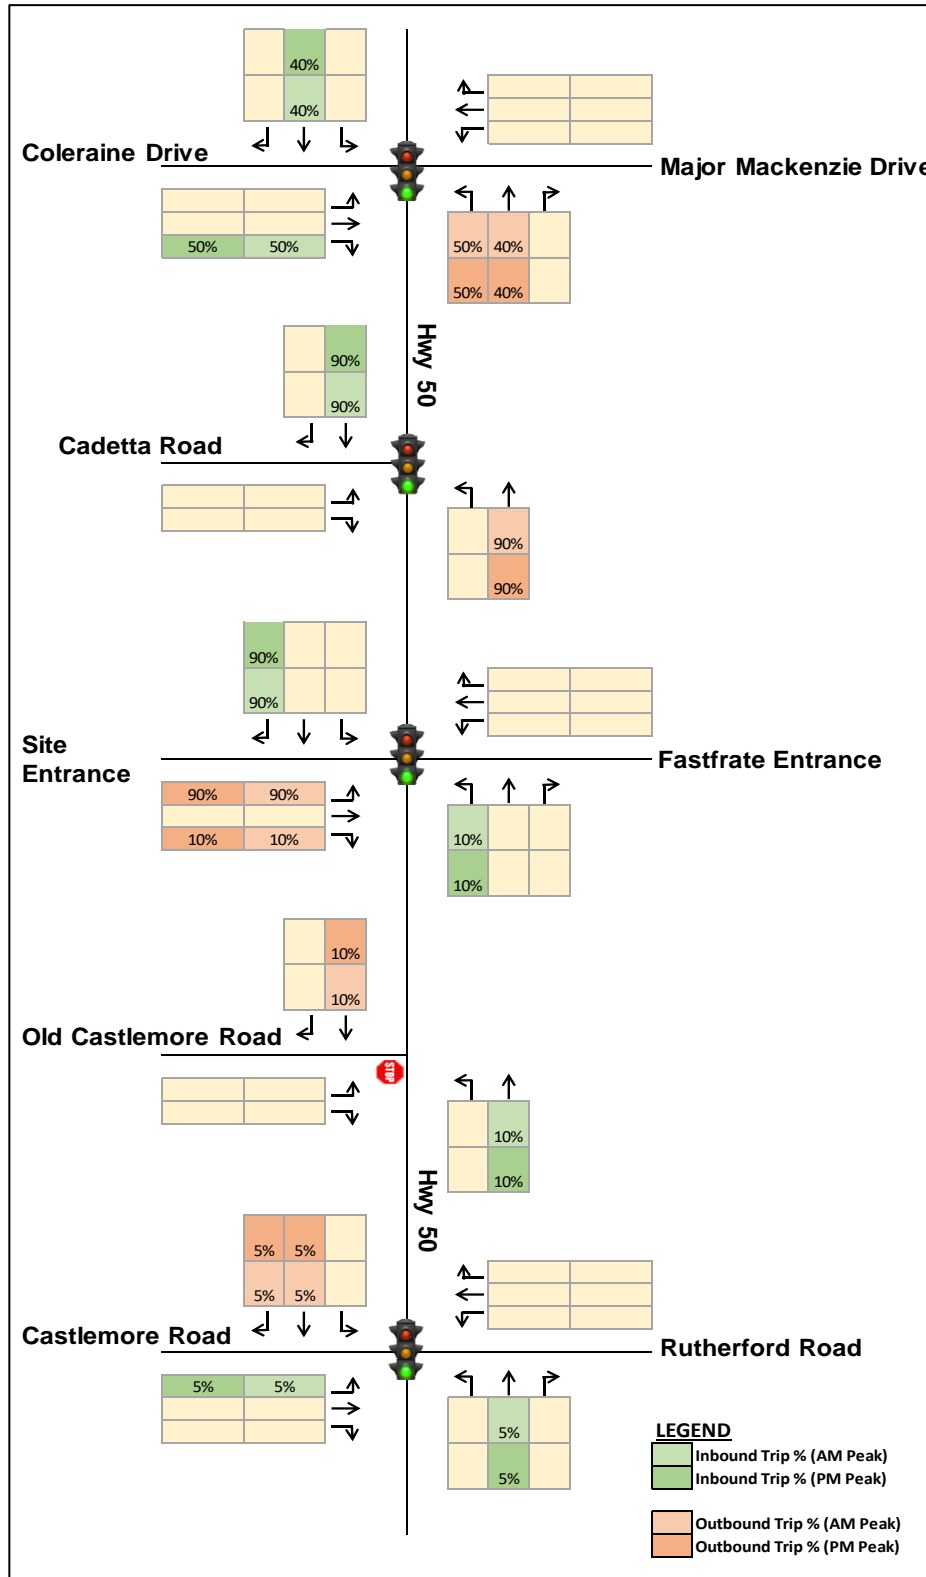 40%
40%
Coleraine Drive
Major Mackenzie Drive
50% 50%
50% 40%
50% 40%
Hwy 50
90%
90%
Cadetta Road
90%
90%
90%
90%
Site
Entrance
Fastfrate Entrance
90% 90%
10% 10%
10%
10%
10%
10%
Old Castlemore Road
STOP
10%
10%
Hwy 50
5% 5%
5% 5%
Castlemore Road
Rutherford Road
5% 5%
5%
5%
LEGEND
Inbound Trip % (AM Peak)
Inbound Trip % (PM Peak)
Outbound Trip % (AM Peak)
Outbound Trip % (PM Peak)